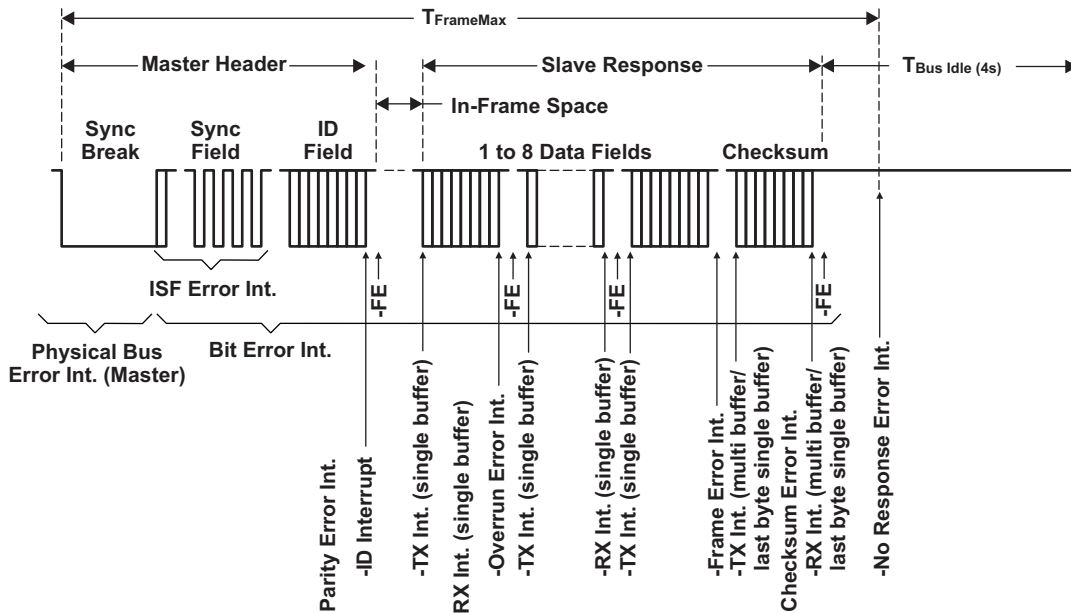 TFrameMax
Master Header
Slave Response
TBus Idle (4s)
In-Frame Space
Sync
Break
Sync
Field
ID
Field
1 to 8 Data Fields
Checksum
ISF Error Int.
-FE
-FE
-FE
-FE
Physical Bus
Error Int. (Master)
Bit Error Int.
Parity Error Int.
-ID Interrupt
-TX Int. (single buffer)
RX Int. (single buffer)
-Overrun Error Int.
-TX Int. (single buffer)
-RX Int. (single buffer)
-TX Int. (single buffer)
-Frame Error Int.
-TX Int. (multi buffer/
last byte single buffer)
Checksum Error Int.
-RX Int. (multi buffer/
last byte single buffer)
-No Response Error Int.